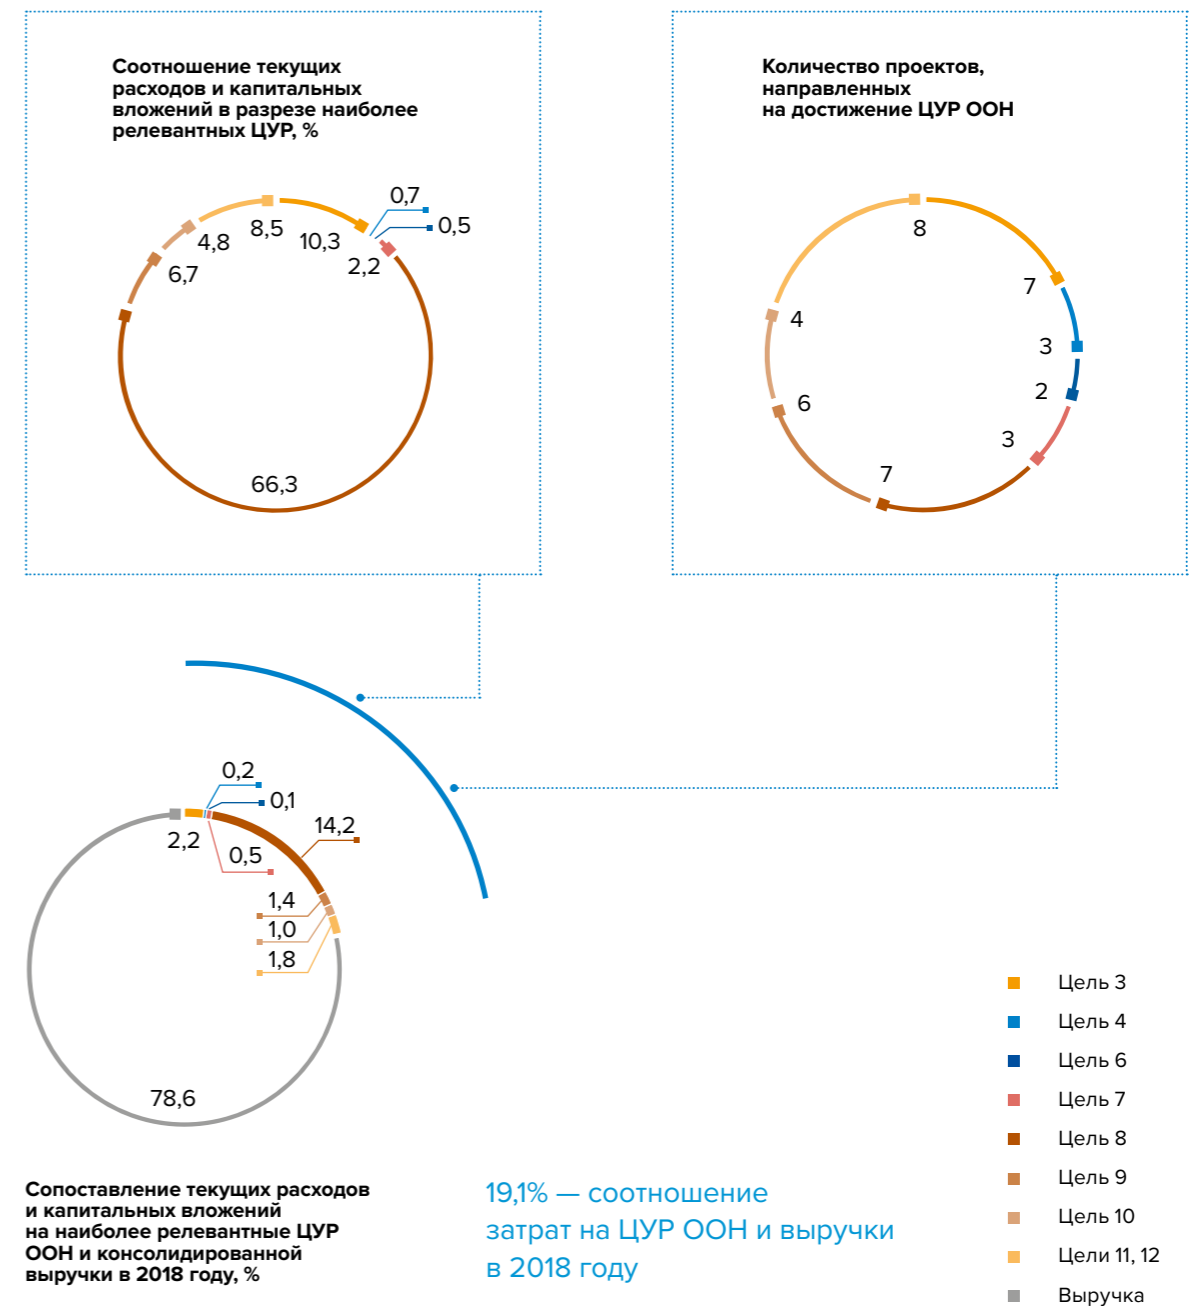 Соотношение текущих
расходов и капитальных
вложений в разрезе наиболее
релевантных ЦУР, %
0,7
0,5
8,5
10,3
4,8
2,2
6,7
66,3
Количество проектов,
направленных
на достижение ЦУР ООН
8
7
4
3
2
6
3
7
0,2
0,1
14,2
2,2
0,5
1,4
1,0
1,8
78,6
Сопоставление текущих расходов
и капитальных вложений
на наиболее релевантные ЦУР
ООН и консолидированной
выручки в 2018 году, %
19,1% — соотношение
затрат на ЦУР ООН и выручки
в 2018 году
Цель 3
Цель 4
Цель 6
Цель 7
Цель 8
Цель 9
Цель 10
Цели 11, 12
Выручка